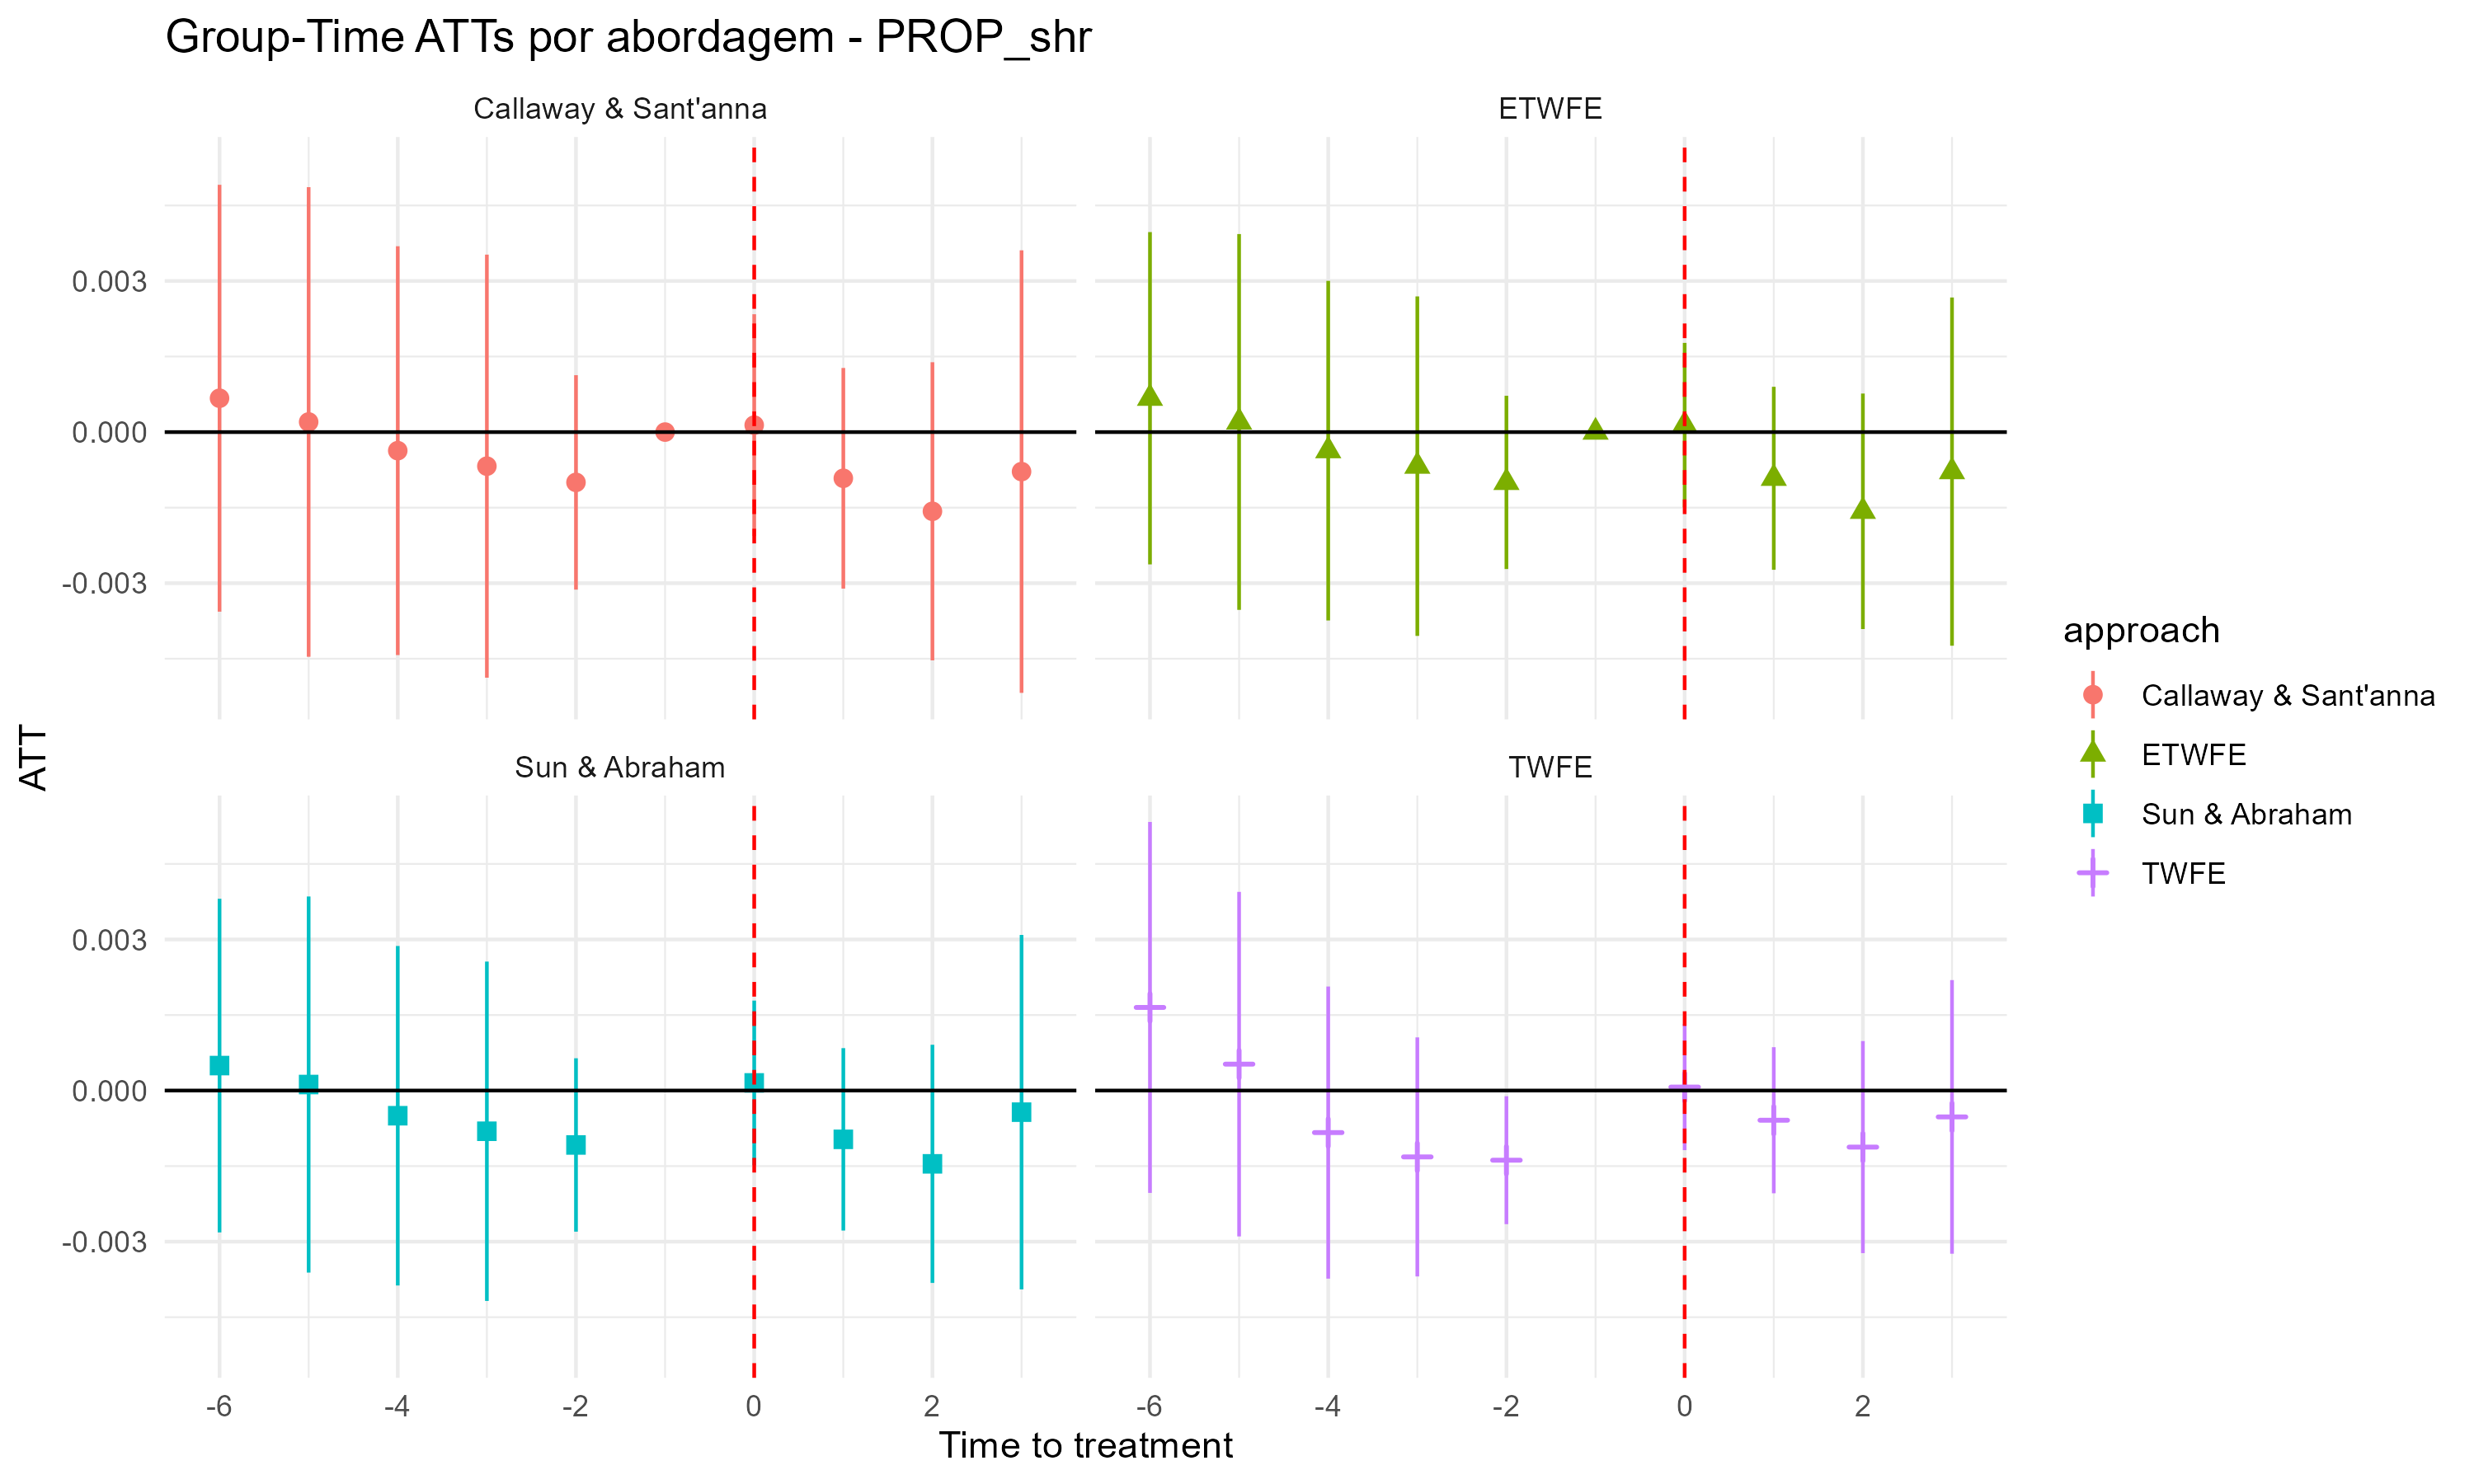 Group-Time ATTs por abordagem - PROP_shr
Callaway & Sant'anna
ETWFE
0.003
0.000
-0.003
Sun & Abraham
TWFE
0.003
0.000
-0.003
-6
-4
-2
0
2
-6
-4
-2
0
2
Time to treatment
ATT
approach
Callaway & Sant'anna
ETWFE
Sun & Abraham
TWFE